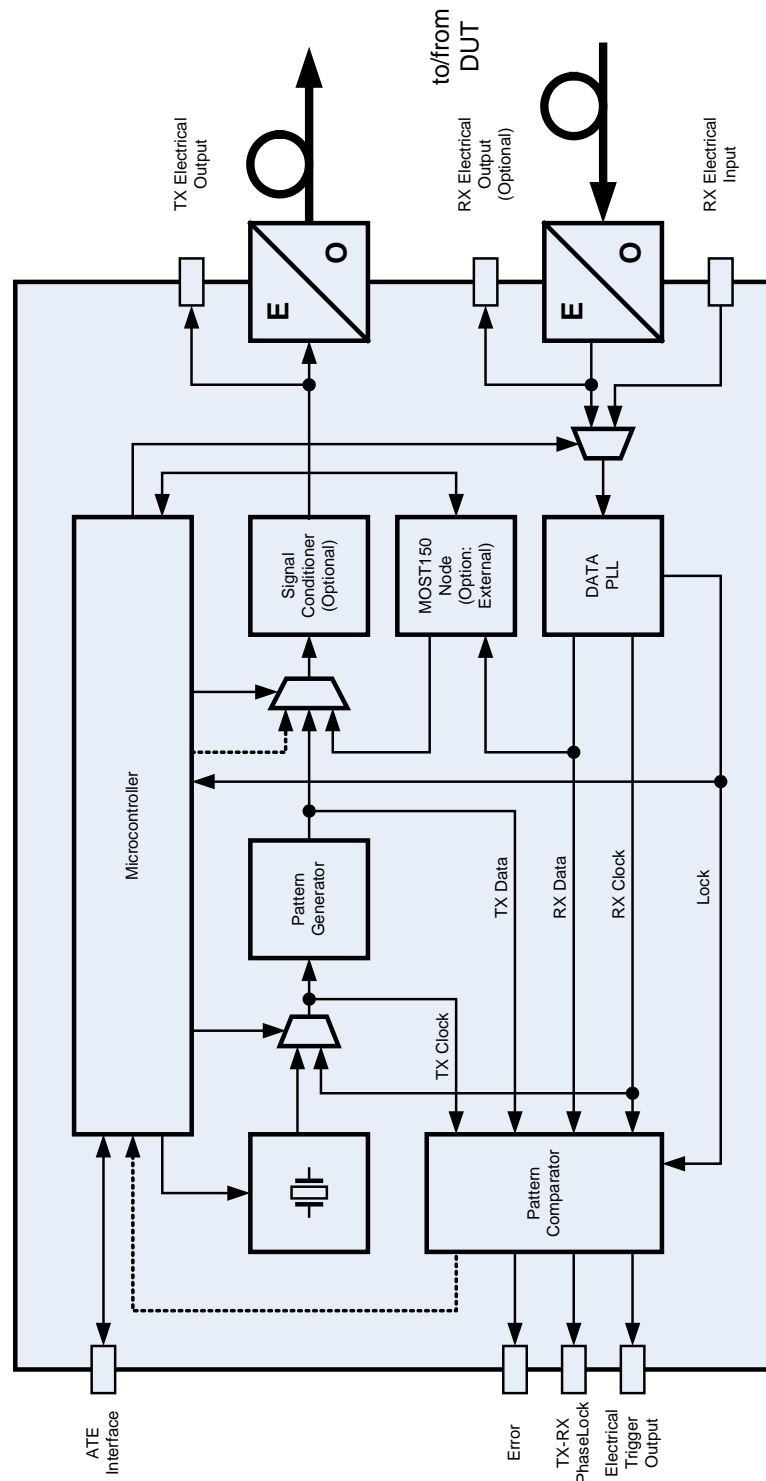 TX Electrical
Output
to/from
DUT
RX Electrical
Output
(Optional)
RX Electrical
Input
E
O
E
O
Microcontroller
Signal
Conditioner
(Optional)
MOST150
Node
(Option:
External)
DATA
PLL
Pattern
Generator
TX Clock
TX Data
RX Data
RX Clock
Lock
Pattern
Comparator
ATE
Interface
Error
TX-RX
PhaseLock
Electrical
Trigger
Output